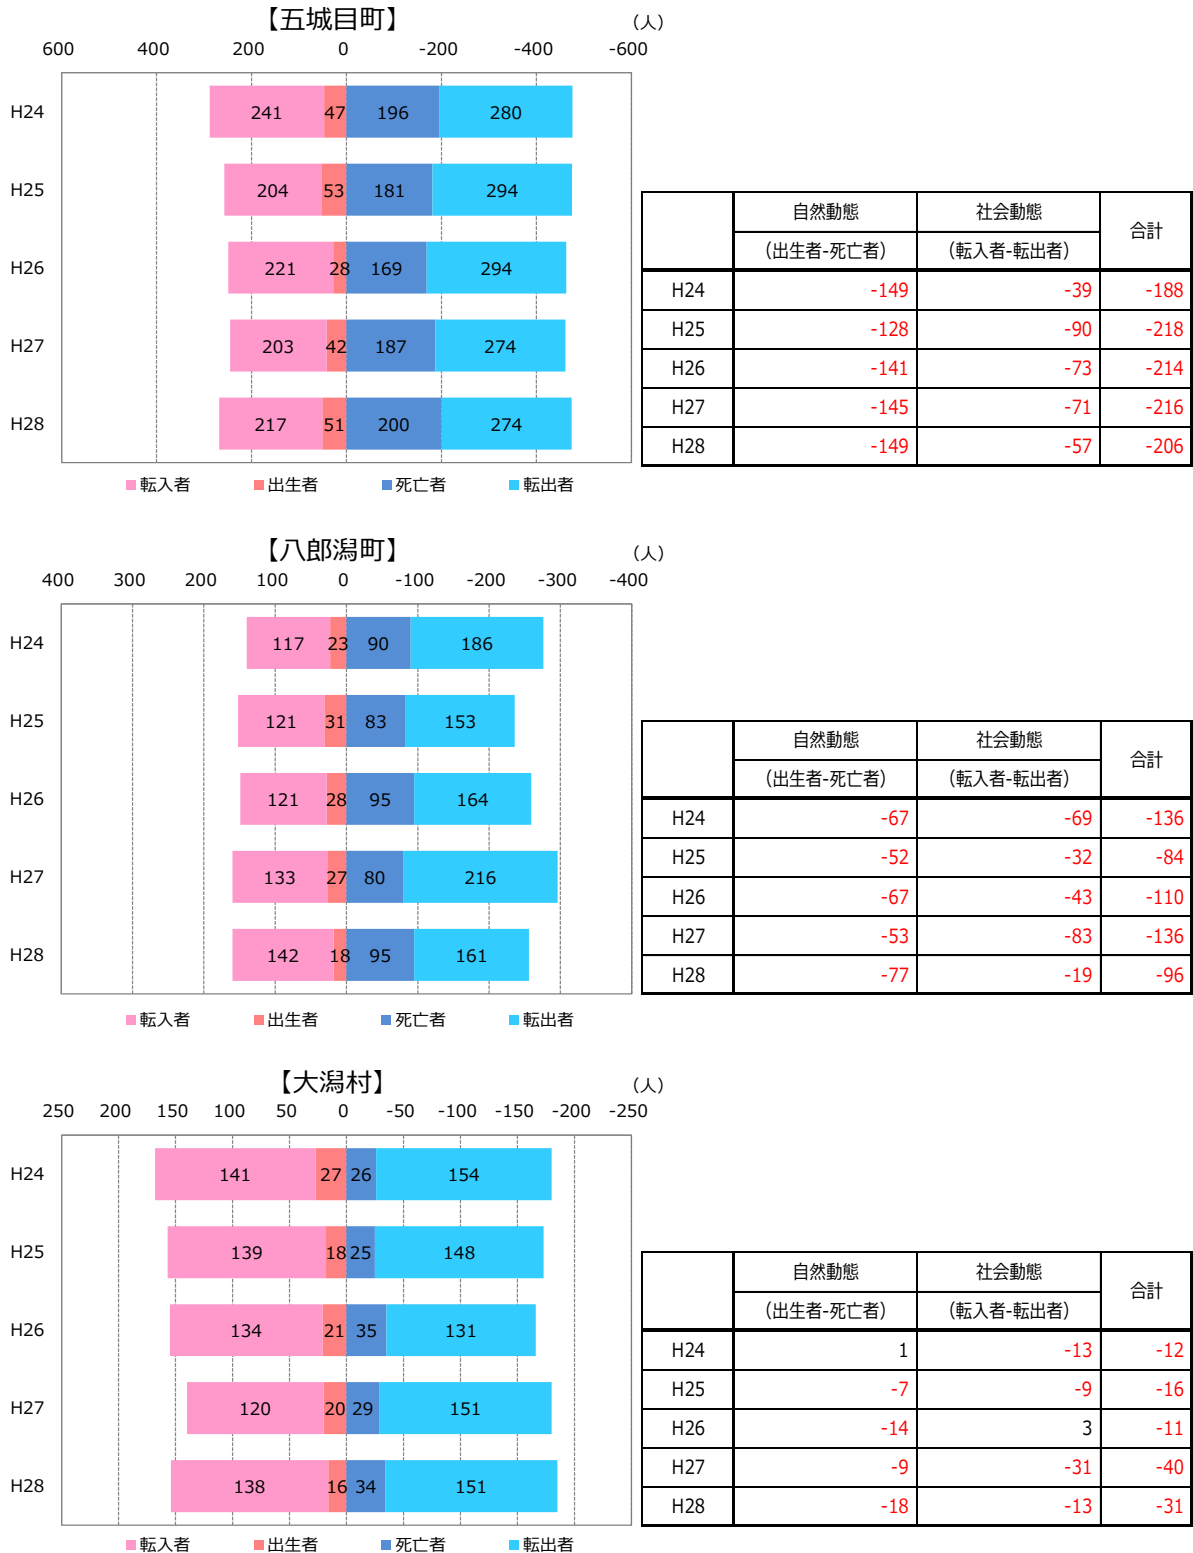 【五城目町】
(人)
600 400 200 0 -200 -400 -600
H24 241 47 196 280
H25 204 53 181 294
H26 221 28 169 294
H27 203 42 187 274
H28 217 51 200 274
転入者 出生者 死亡者 転出者
自然動態 社会動態 合計
(出生者-死亡者) (転入者-転出者)
H24 -149 -39 -188
H25 -128 -90 -218
H26 -141 -73 -214
H27 -145 -71 -216
H28 -149 -57 -206
【八郎潟町】
(人)
400 300 200 100 0 -100 -200 -300 -400
H24 117 23 90 186
H25 121 31 83 153
H26 121 28 95 164
H27 133 27 80 216
H28 142 18 95 161
転入者 出生者 死亡者 転出者
自然動態 社会動態 合計
(出生者-死亡者) (転入者-転出者)
H24 -67 -69 -136
H25 -52 -32 -84
H26 -67 -43 -110
H27 -53 -83 -136
H28 -77 -19 -96
【大潟村】
(人)
250 200 150 100 50 0 -50 -100 -150 -200 -250
H24 141 27 26 154
H25 139 18 25 148
H26 134 21 35 131
H27 120 20 29 151
H28 138 16 34 151
転入者 出生者 死亡者 転出者
自然動態 社会動態 合計
(出生者-死亡者) (転入者-転出者)
H24 1 -13 -12
H25 -7 -9 -16
H26 -14 3 -11
H27 -9 -31 -40
H28 -18 -13 -31